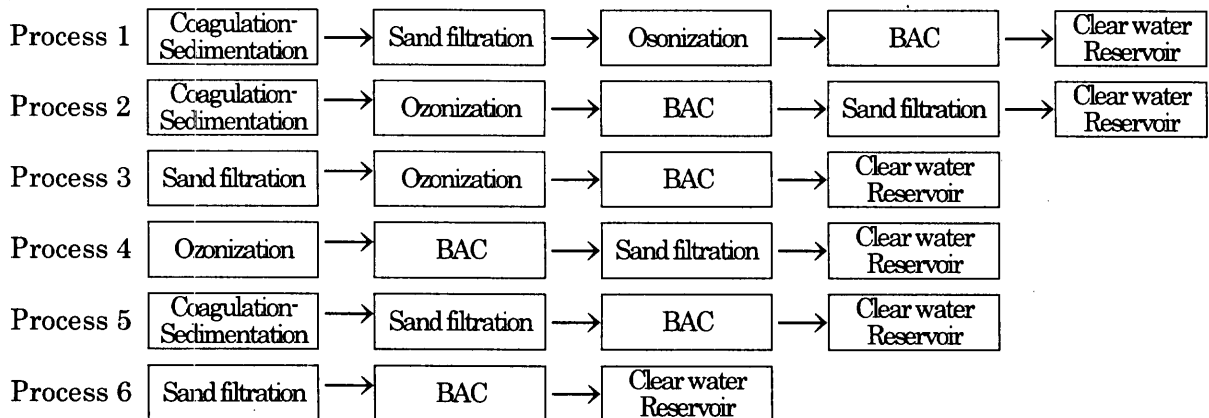 Process 1 Coagulation-Sedimentation → Sand filtration → Osonization → BAC → Clear water Reservoir
Process 2 Coagulation-Sedimentation → Ozonization → BAC → Sand filtration → Clear water Reservoir
Process 3 Sand filtration → Ozonization → BAC → Clear water Reservoir
Process 4 Ozonization → BAC → Sand filtration → Clear water Reservoir
Process 5 Coagulation-Sedimentation → Sand filtration → BAC → Clear water Reservoir
Process 6 Sand filtration → BAC → Clear water Reservoir